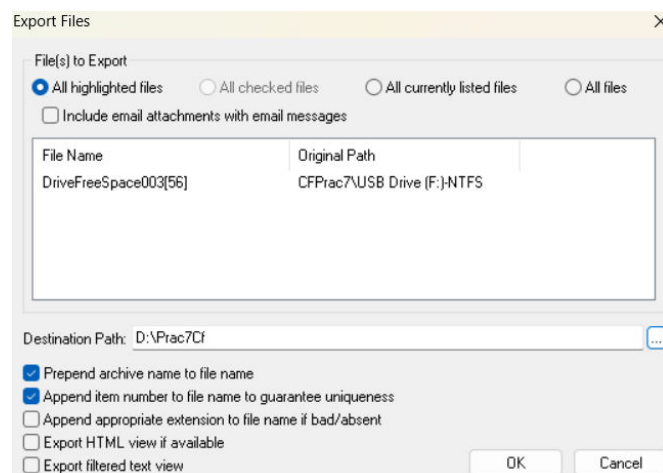 Export Files
File(s) to Export
All highlighted files All checked files All currently listed files All files
Include email attachments with email messages
File Name Original Path
DriveFreeSpace003[56] CFPrac7\USB Drive (F:)-NTFS
Destination Path: D:\Prac7Cf ...
Prepend archive name to file name
Append item number to file name to guarantee uniqueness
Append appropriate extension to file name if bad/absent
Export HTML view if available
Export filtered text view OK Cancel